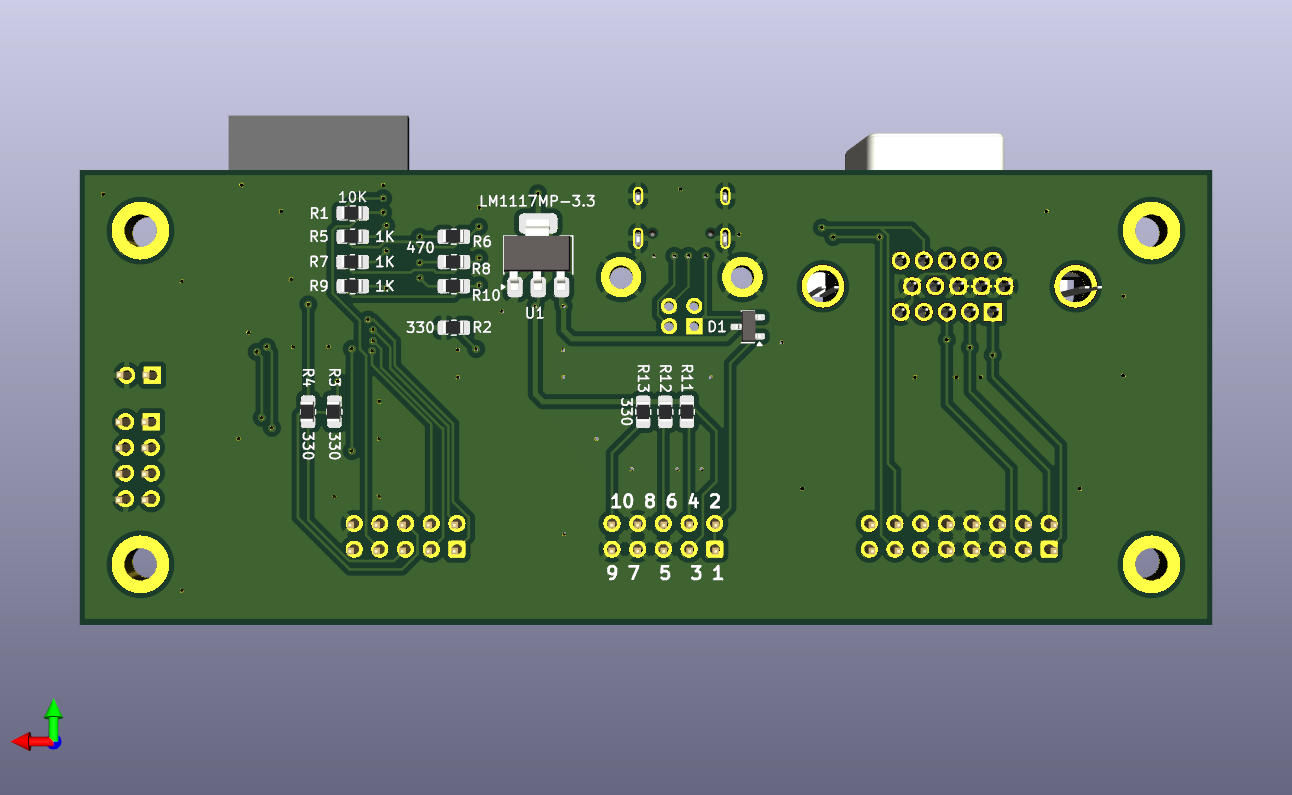 10K
LM1117MP-3.3
R1
R5 1K
R6
470
R7 1K
R8
R9 1K
R10
U1
330 R2
D1
R4 R3
R13 R12 R11
330
330 330
10 8 6 4 2
9 7 5 3 1